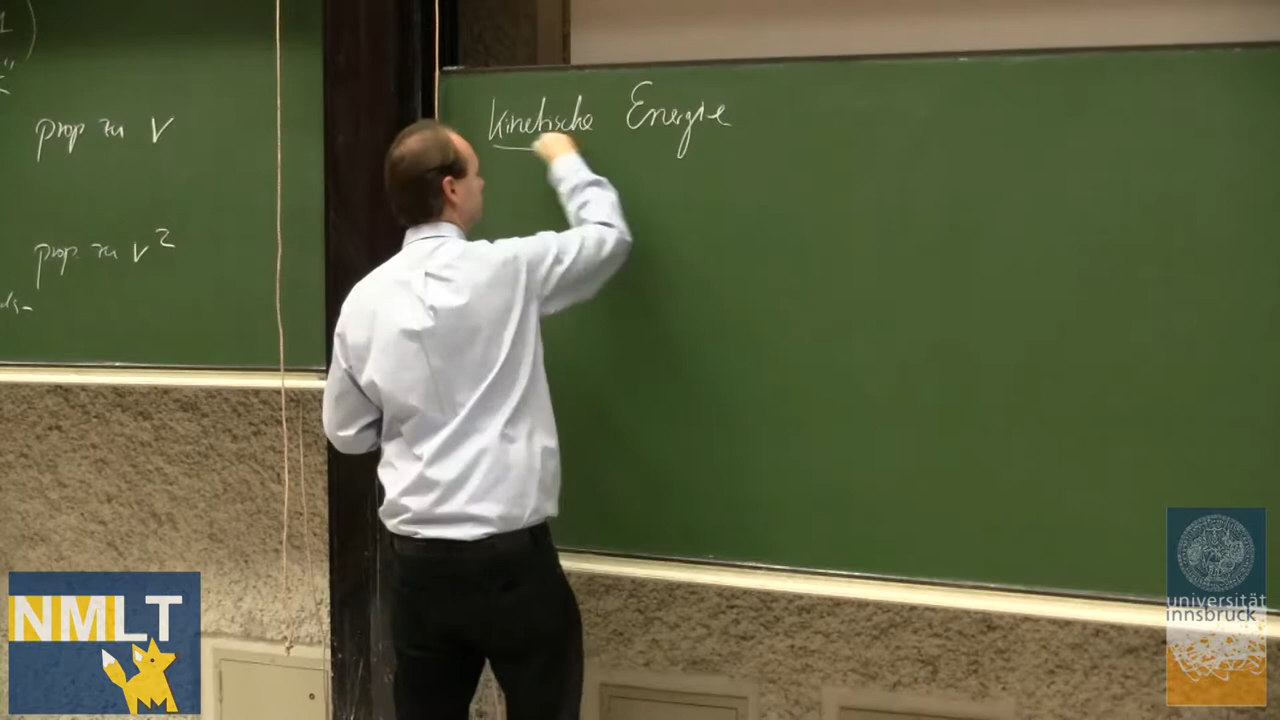 prop zu v
prop. zu v²
Kinetische Energie
NMLT
universität
innsbruck